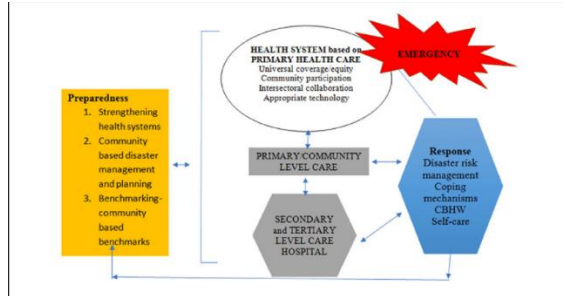 HEALTH SYSTEM based on
PRIMARY HEALTH CARE
Universal coverage/equity
Community participation
Intersectoral collaboration
Appropriate technology
EMERGENCY
Preparedness
1. Strengthening
health systems
2. Community
based disaster
management
and planning
3. Benchmarking-
community
based
benchmarks
PRIMARY/COMMUNITY
LEVEL CARE
SECONDARY
and TERTIARY
LEVEL CARE
HOSPITAL
Response
Disaster risk
management
Coping
mechanisms
CBHW
Self-care